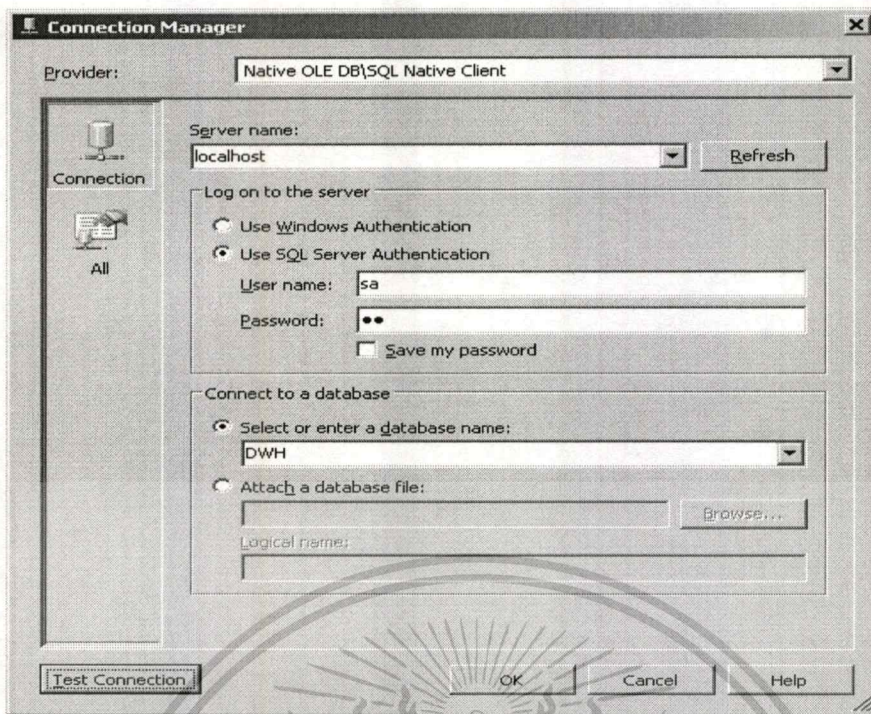 Connection Manager
Provider: Native OLE DB\SQL Native Client
Connection
All
Server name:
localhost Refresh
Log on to the server
Use Windows Authentication
Use SQL Server Authentication
User name: sa
Password: ●●
Save my password
Connect to a database
Select or enter a database name:
DWH
Attach a database file:
Browse...
Logical name:
Test Connection OK Cancel Help